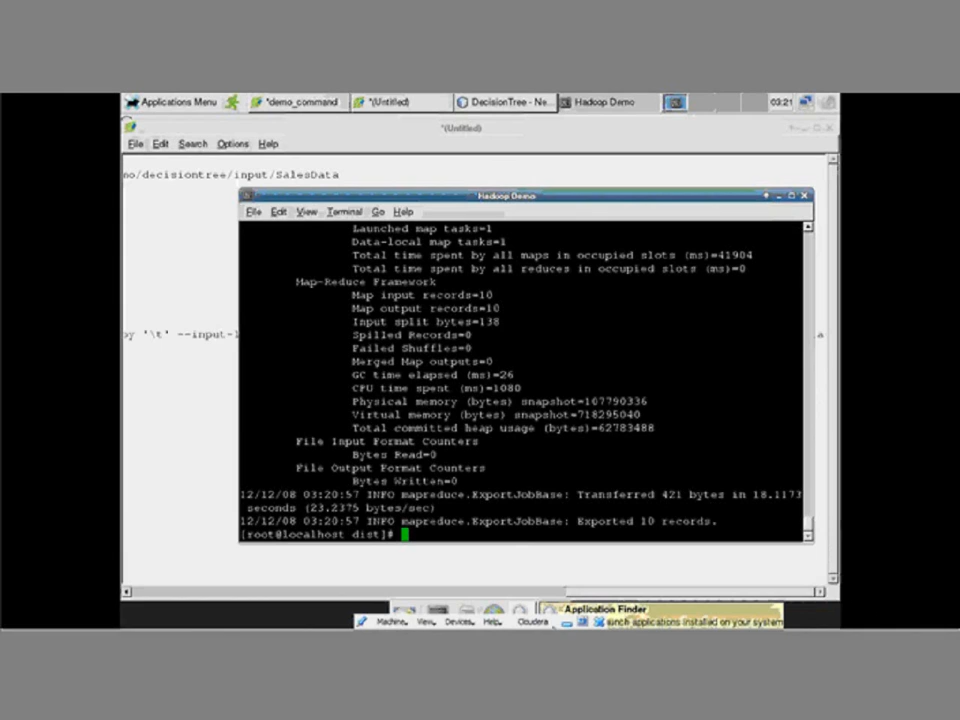 Applications Menu
*demo_command
*(Untitled)
DecisionTree - Ne...
Hadoop Demo
03:21
*(Untitled)
File Edit Search Options Help
no/decisiontree/input/SalesData
Hadoop Demo
File Edit View Terminal Go Help
Launched map tasks=1
Data-local map tasks=1
Total time spent by all maps in occupied slots (ms)=41904
Total time spent by all reduces in occupied slots (ms)=0
Map-Reduce Framework
Map input records=10
Map output records=10
Input split bytes=138
by '\t' --input-l
Spilled Records=0
Failed Shuffles=0
Merged Map outputs=0
GC time elapsed (ms)=26
CPU time spent (ms)=1080
Physical memory (bytes) snapshot=107790336
Virtual memory (bytes) snapshot=718295040
Total committed heap usage (bytes)=62783488
File Input Format Counters
Bytes Read=0
File Output Format Counters
Bytes Written=0
12/12/08 03:20:57 INFO mapreduce.ExportJobBase: Transferred 421 bytes in 18.1173
seconds (23.2375 bytes/sec)
12/12/08 03:20:57 INFO mapreduce.ExportJobBase: Exported 10 records.
[root@localhost dist]#
Application Finder
Machine View Devices Help Cloudera
unch applications installed on your system